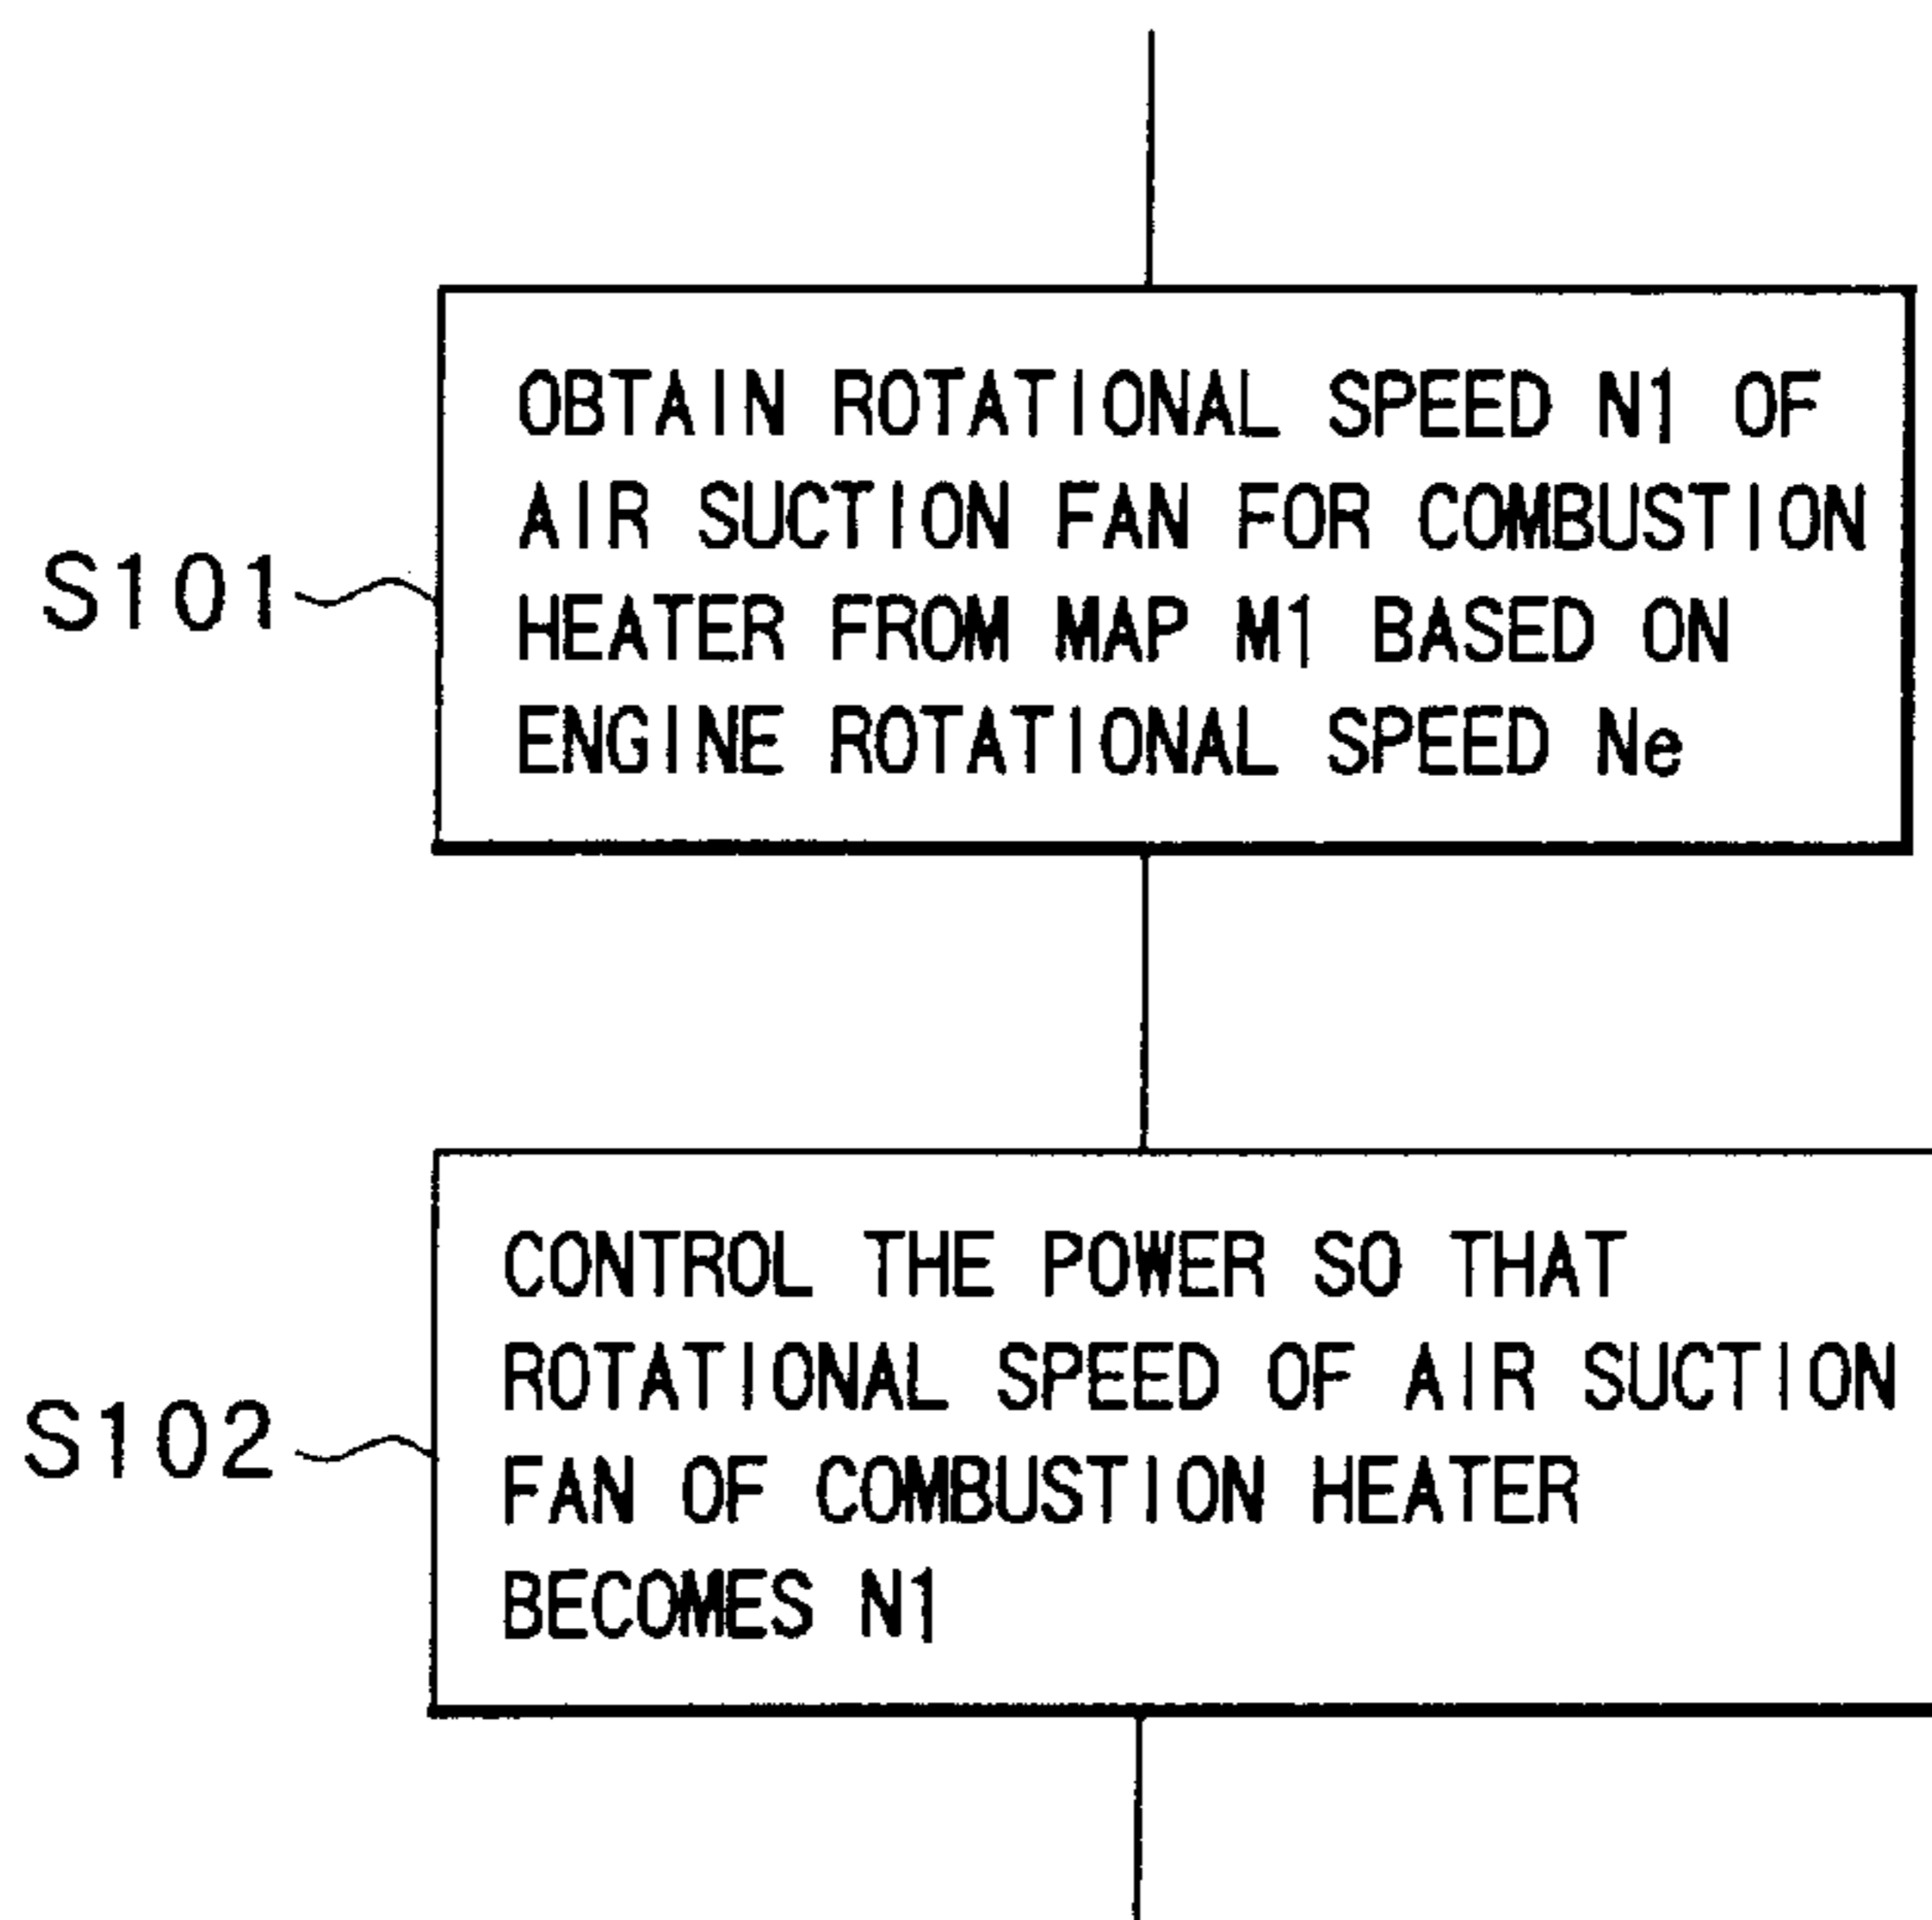 OBTAIN ROTATIONAL SPEED N1 OF
AIR SUCTION FAN FOR COMBUSTION
S101
HEATER FROM MAP M1 BASED ON
ENGINE ROTATIONAL SPEED Ne
CONTROL THE POWER SO THAT
ROTATIONAL SPEED OF AIR SUCTION
S102
FAN OF COMBUSTION HEATER
BECOMES N1